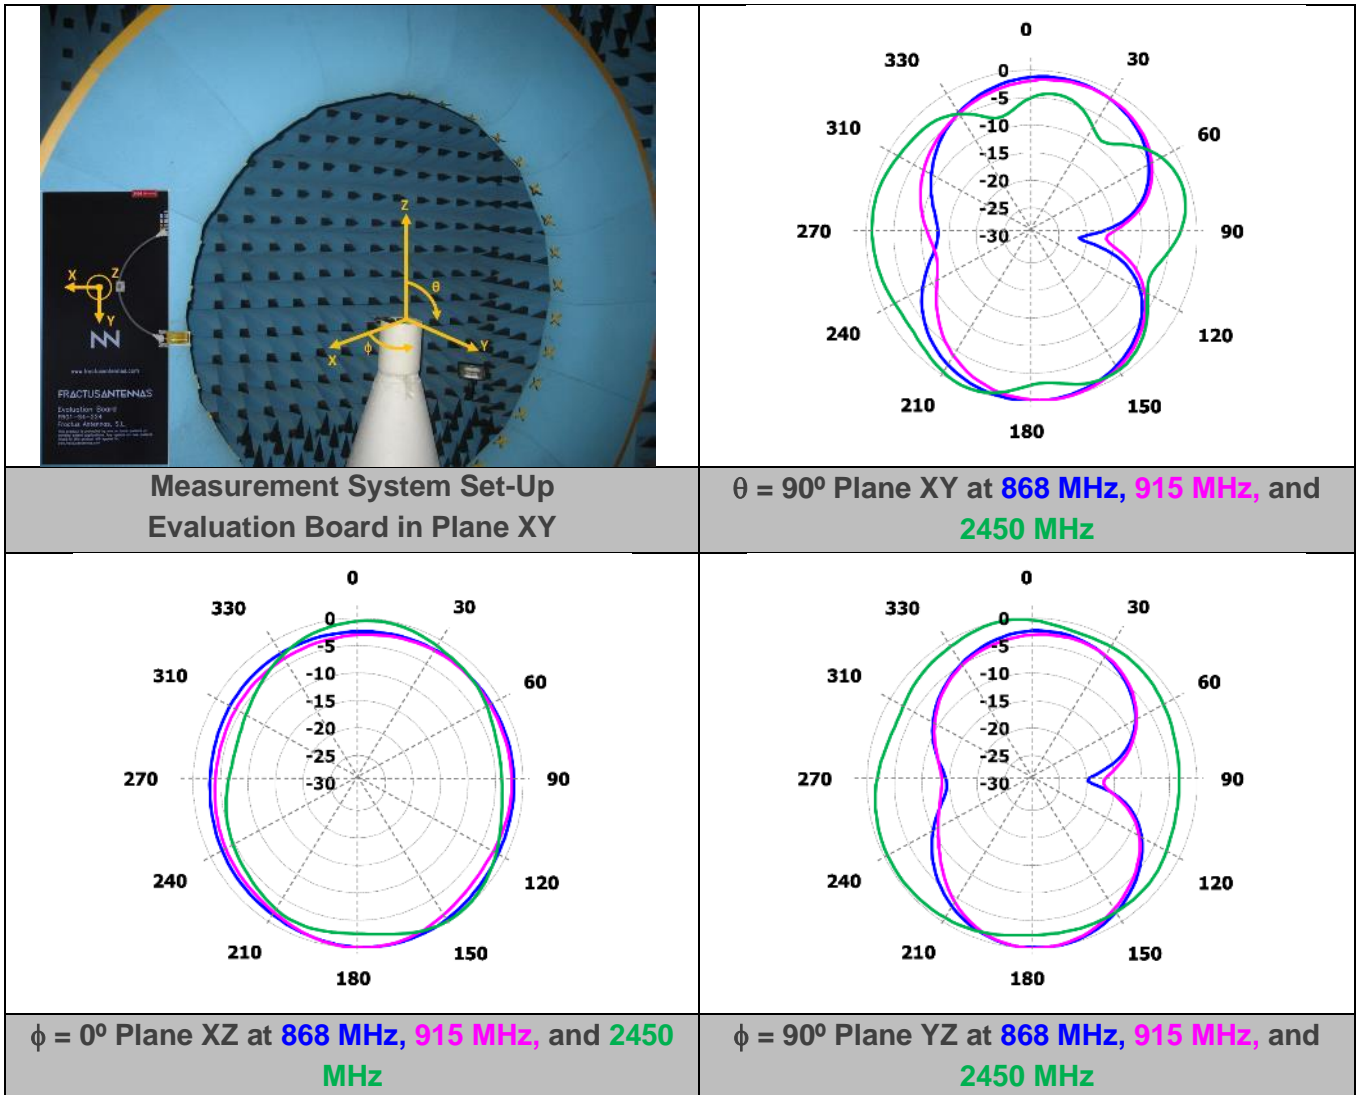 X
Z
Y
www.fractusantennas.com
FRACTUSANTENNAS
Evaluation Board
Fractus Antennas, S.L.
Z
θ
X
ϕ
Y
Measurement System Set-Up
Evaluation Board in Plane XY
0
330
30
310
60
270
90
240
120
210
150
180
0
-5
-10
-15
-20
-25
-30
θ = 90º Plane XY at 868 MHz, 915 MHz, and
2450 MHz
0
330
30
310
60
270
90
240
120
210
150
180
0
-5
-10
-15
-20
-25
-30
ϕ = 0º Plane XZ at 868 MHz, 915 MHz, and 2450
MHz
0
330
30
310
60
270
90
240
120
210
150
180
0
-5
-10
-15
-20
-25
-30
ϕ = 90º Plane YZ at 868 MHz, 915 MHz, and
2450 MHz